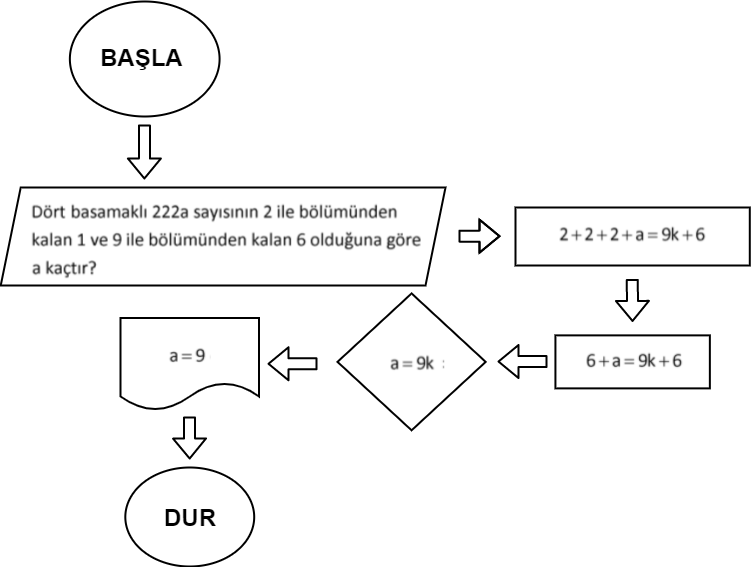 BAŞLA
Dört basamaklı 222a sayısının 2 ile bölümünden
kalan 1 ve 9 ile bölümünden kalan 6 olduğuna göre
a kaçtır?
2+2+2+a=9k+6
6+a=9k+6
a=9k :
a=9
DUR